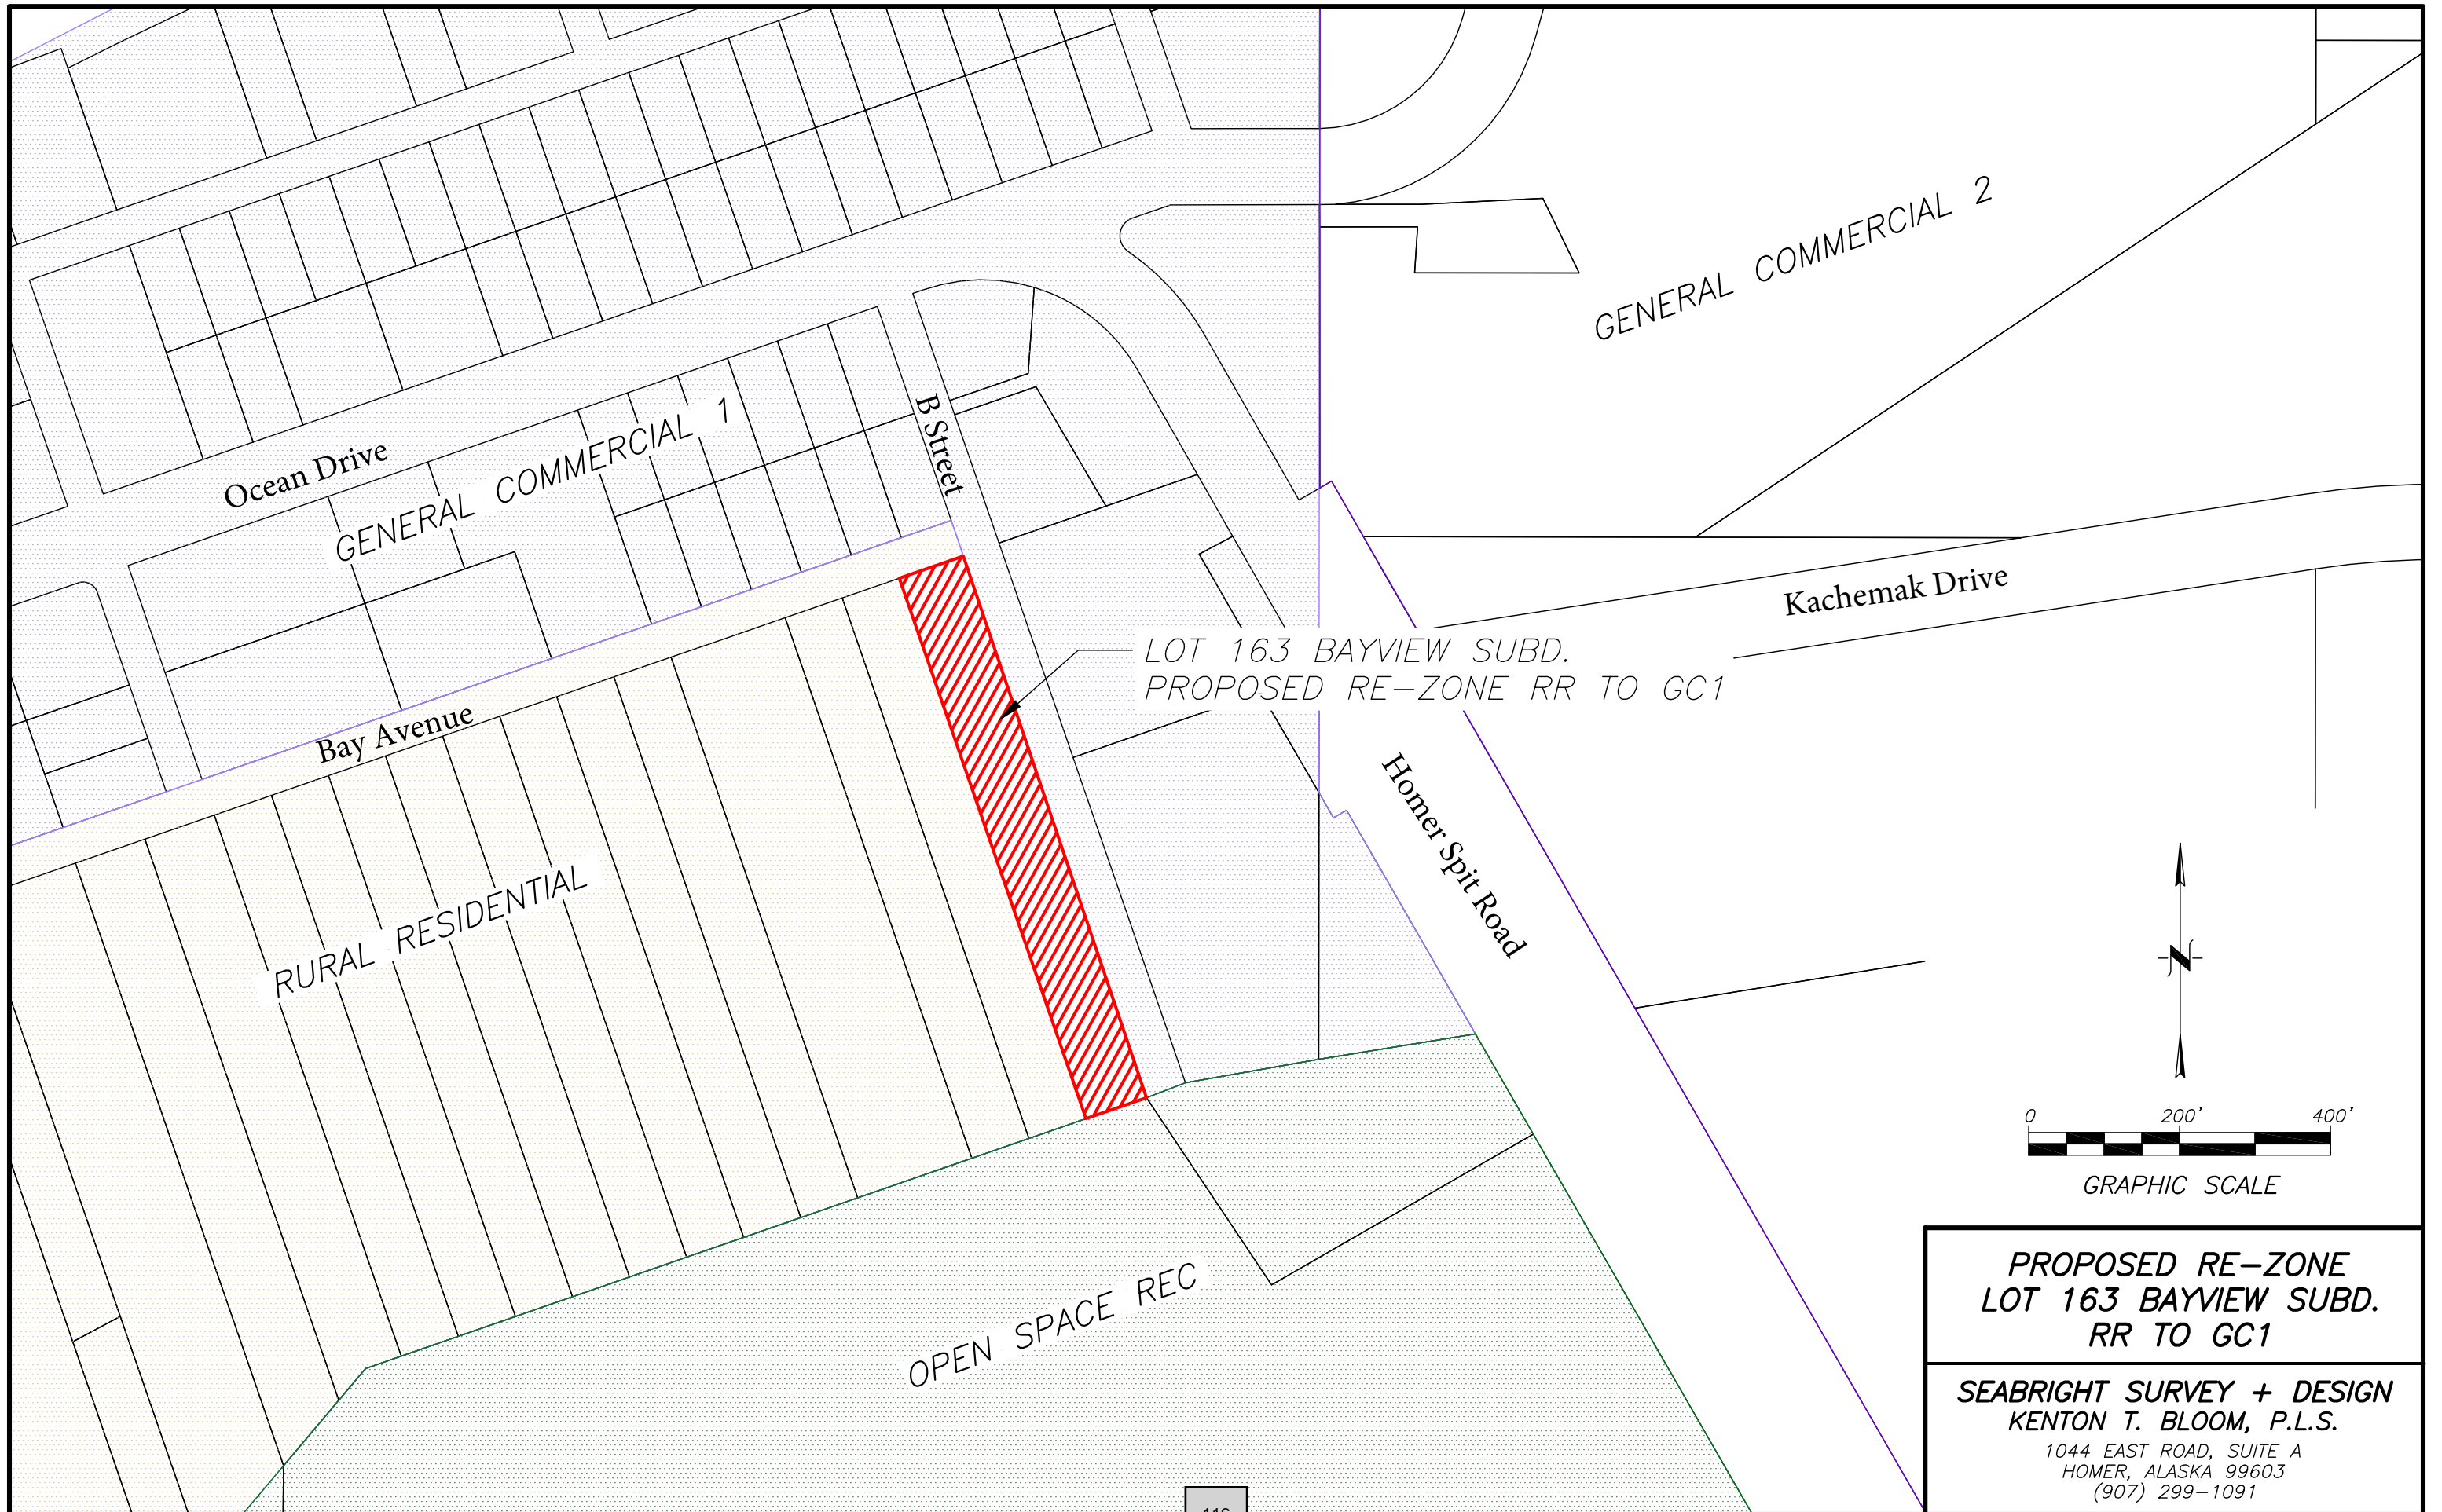 GENERAL COMMERCIAL 2
B Street
Ocean Drive
GENERAL COMMERCIAL 1
Kachemak Drive
LOT 163 BAYVIEW SUBD.
PROPOSED RE-ZONE RR TO GC1
Bay Avenue
Homer Spit Road
RURAL RESIDENTIAL
N
0 200' 400'
GRAPHIC SCALE
OPEN SPACE REC
PROPOSED RE-ZONE
LOT 163 BAYVIEW SUBD.
RR TO GC1
SEABRIGHT SURVEY + DESIGN
KENTON T. BLOOM, P.L.S.
1044 EAST ROAD, SUITE A
HOMER, ALASKA 99603
(907) 299-1091